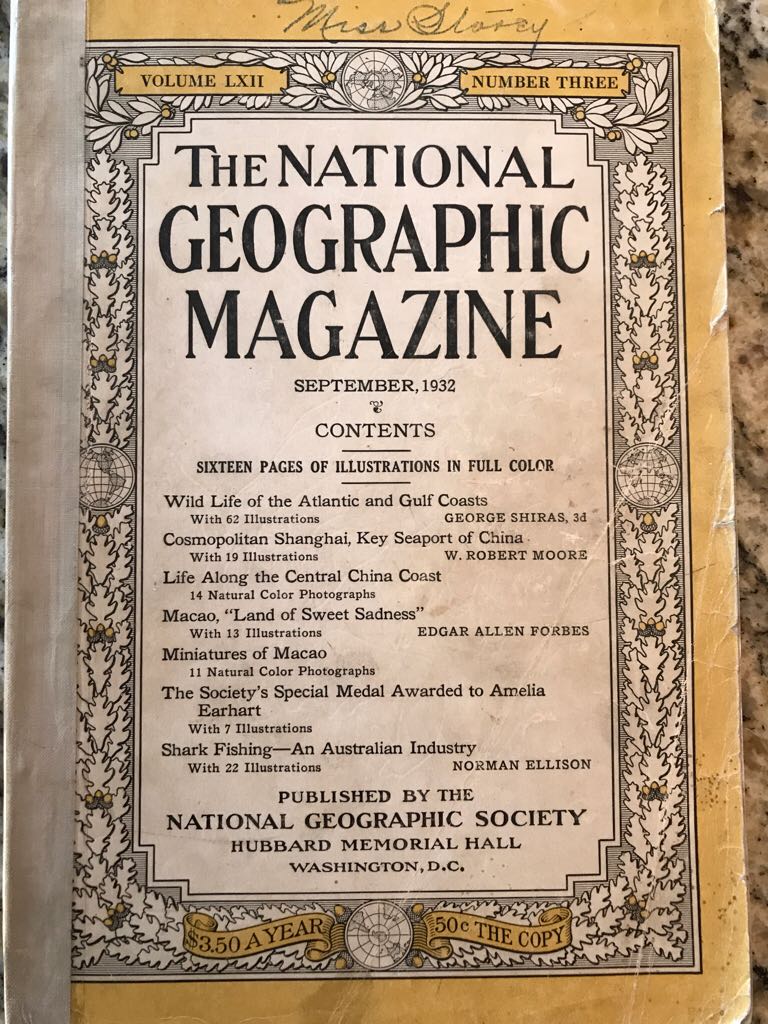 Miss Storey
VOLUME LXII
NUMBER THREE
THE NATIONAL
GEOGRAPHIC
MAGAZINE
SEPTEMBER, 1932
CONTENTS
SIXTEEN PAGES OF ILLUSTRATIONS IN FULL COLOR
Wild Life of the Atlantic and Gulf Coasts
With 62 Illustrations GEORGE SHIRAS, 3d
Cosmopolitan Shanghai, Key Seaport of China
With 19 Illustrations W. ROBERT MOORE
Life Along the Central China Coast
14 Natural Color Photographs
Macao, "Land of Sweet Sadness"
With 13 Illustrations EDGAR ALLEN FORBES
Miniatures of Macao
11 Natural Color Photographs
The Society's Special Medal Awarded to Amelia
Earhart
With 7 Illustrations
Shark Fishing—An Australian Industry
With 22 Illustrations NORMAN ELLISON
PUBLISHED BY THE
NATIONAL GEOGRAPHIC SOCIETY
HUBBARD MEMORIAL HALL
WASHINGTON, D.C.
$3.50 A YEAR
50c THE COPY